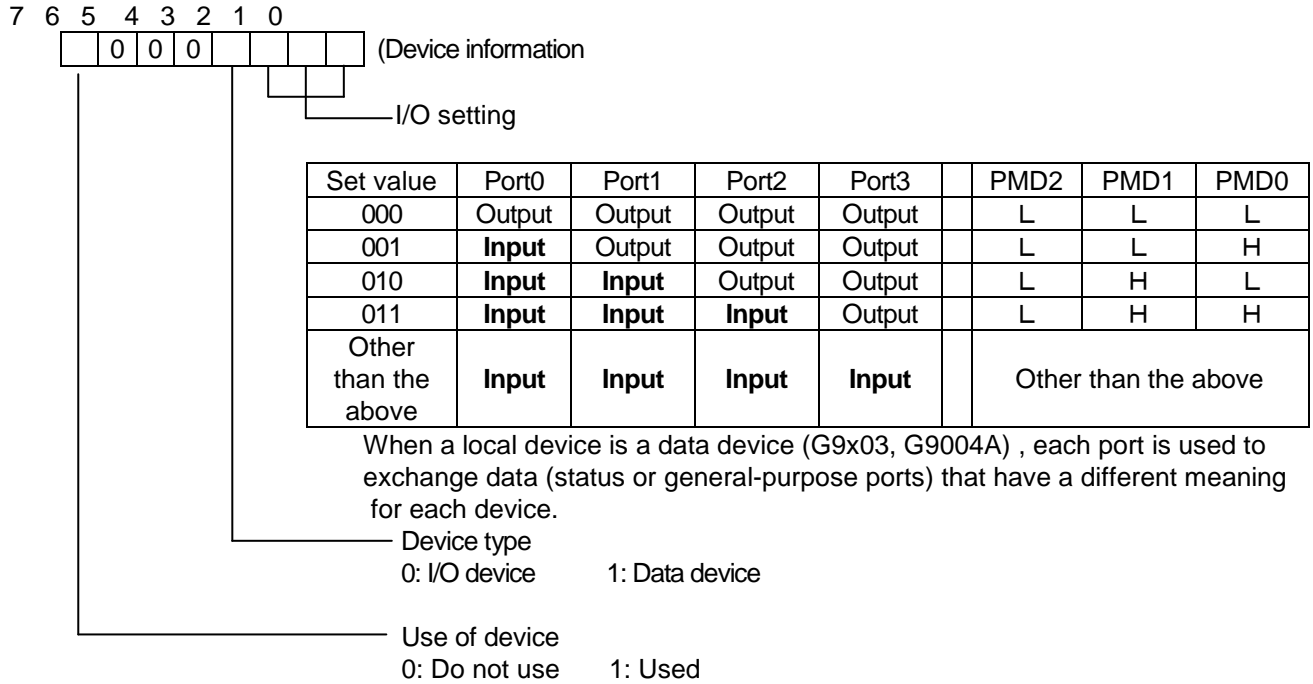 7 6 5 4 3 2 1 0
0 0 0 (Device information
I/O setting
Set value Port0 Port1 Port2 Port3 PMD2 PMD1 PMD0
000 Output Output Output Output L L L
001 Input Output Output Output L L H
010 Input Input Output Output L H L
011 Input Input Input Output L H H
Other
than the
above
Input Input Input Input Other than the above
When a local device is a data device (G9x03, G9004A) , each port is used to
exchange data (status or general-purpose ports) that have a different meaning
for each device.
Device type
0: I/O device 1: Data device
Use of device
0: Do not use 1: Used